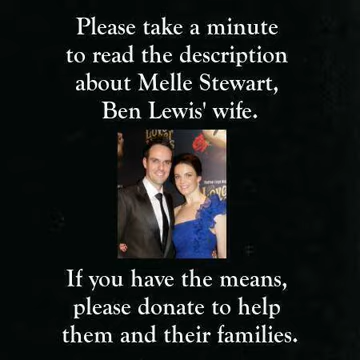 Please take a minute
to read the description
about Melle Stewart,
Ben Lewis' wife.
If you have the means,
please donate to help
them and their families.